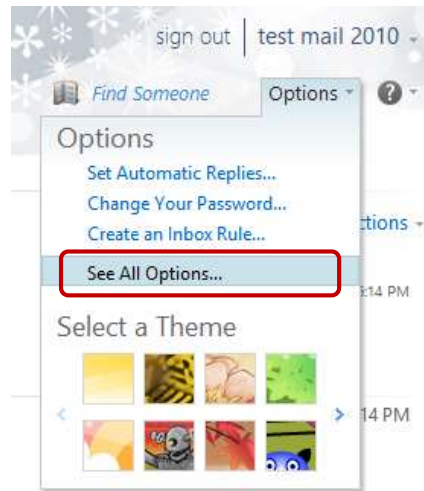 sign out | test mail 2010
Find Someone Options ?
Options
Set Automatic Replies...
Change Your Password...
Create an Inbox Rule...
ctions
See All Options...
:14 PM
Select a Theme
14 PM